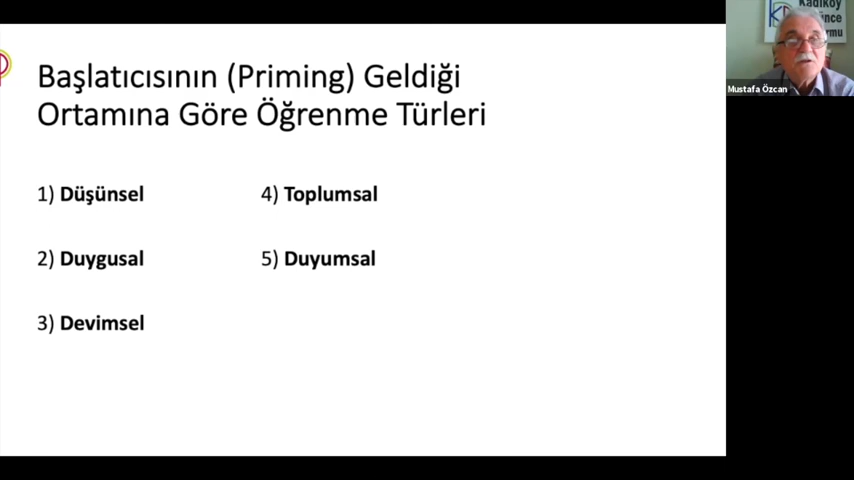 Başlatıcısının (Priming) Geldiği
Ortamına Göre Öğrenme Türleri
1) Düşünsel
2) Duygusal
3) Devimsel
4) Toplumsal
5) Duyumsal
Kadıköy
Mustafa Özcan